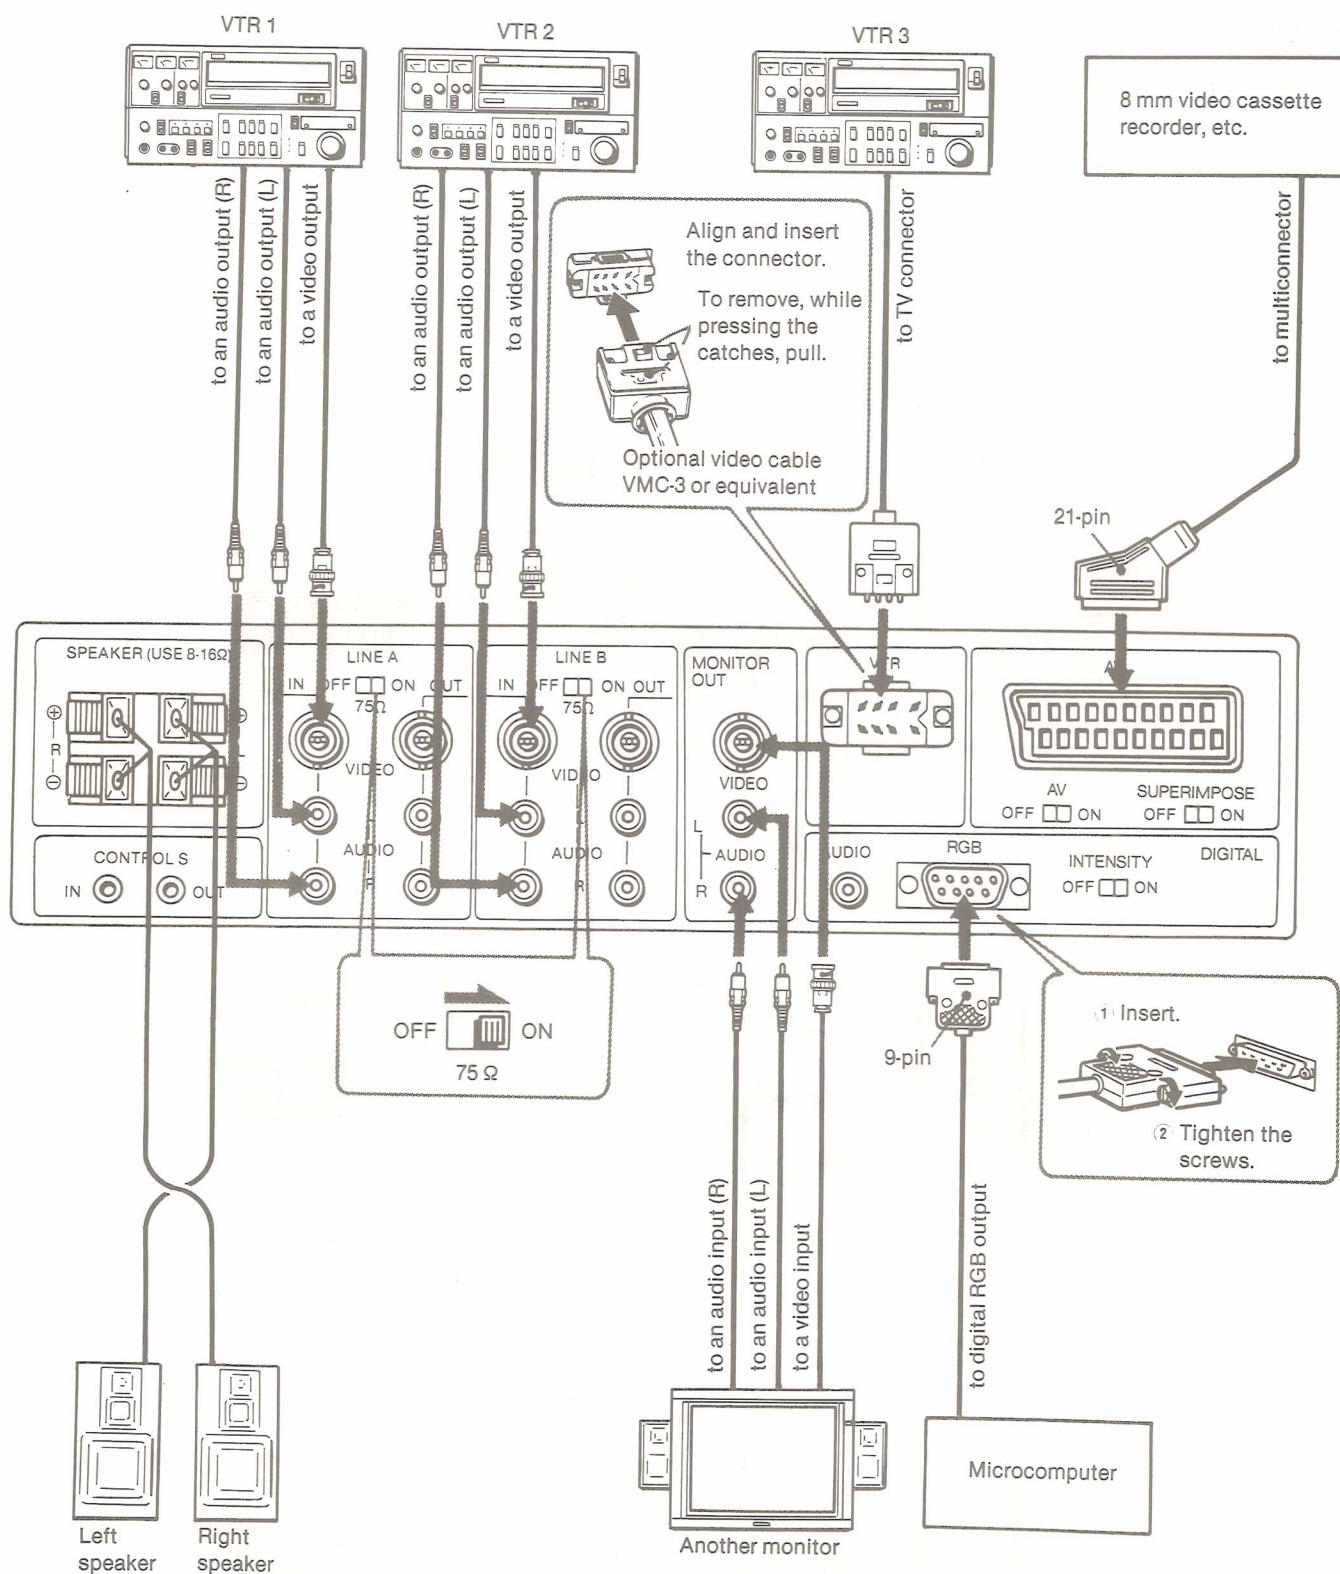 VTR 1
VTR 2
VTR 3
8 mm video cassette
recorder, etc.
to an audio output (R)
to an audio output (L)
to a video output
to an audio output (R)
to an audio output (L)
to a video output
Align and insert
the connector.
To remove, while
pressing the
catches, pull.
Optional video cable
VMC-3 or equivalent
to TV connector
to multiconnector
21-pin
SPEAKER (USE 8-16Ω)
⊕
R
⊖
⊕
L
⊖
LINE A
IN OFF ON OUT
75Ω
VIDEO
L
AUDIO
R
LINE B
IN OFF ON OUT
75Ω
VIDEO
L
AUDIO
R
MONITOR
OUT
VIDEO
L
AUDIO
R
VTR
AV
OFF ON
SUPERIMPOSE
OFF ON
CONTROL S
IN OUT
AUDIO
RGB
INTENSITY
OFF ON
DIGITAL
OFF ON
75 Ω
9-pin
① Insert.
② Tighten the
screws.
to an audio input (R)
to an audio input (L)
to a video input
to digital RGB output
Left
speaker
Right
speaker
Another monitor
Microcomputer